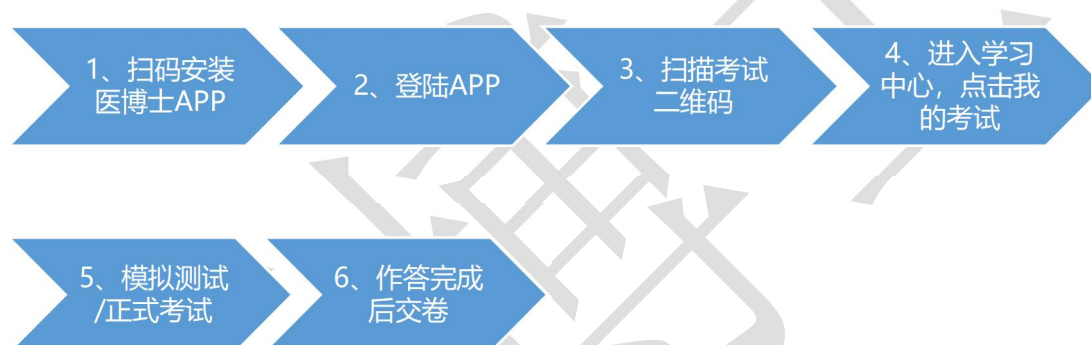 1、扫码安装
医博士APP
2、登陆APP
3、扫描考试
二维码
4、进入学习
中心，点击我
的考试
5、模拟测试
/正式考试
6、作答完成
后交卷